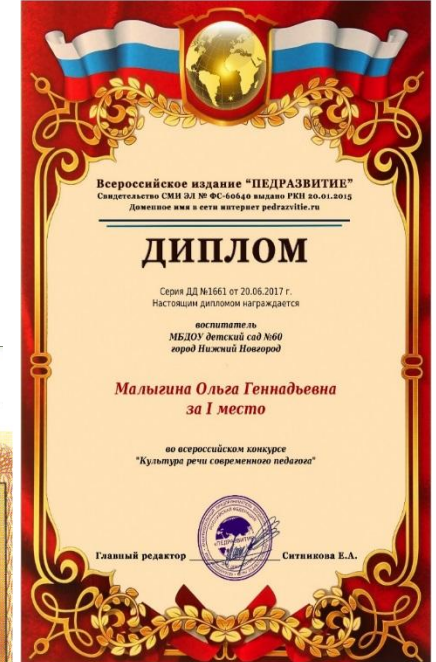 Всероссийское издание "ПЕДРАЗВИТИЕ"
Свидетельство СМИ ЭЛ № ФС-60640 выдано РКН 20.01.2015
Доменное имя в сети интернет pedrazvitie.ru
ДИПЛОМ
Серия ДД №1661 от 20.06.2017 г.
Настоящим дипломом награждается
воспитатель
МБДОУ детский сад №60
город Нижний Новгород
Малыгина Ольга Геннадьевна
за I место
во всероссийском конкурсе
"Культура речи современного педагога"
Главный редактор Ситникова Е.А.
"ПЕДРАЗВИТИЕ"